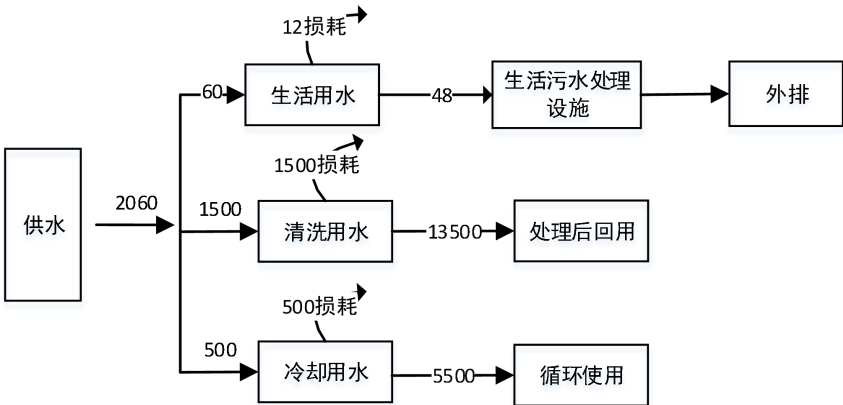 12损耗
60
生活用水
48
生活污水处理
设施
外排
供水
2060
1500损耗
1500
清洗用水
13500
处理后回用
500损耗
500
冷却用水
5500
循环使用